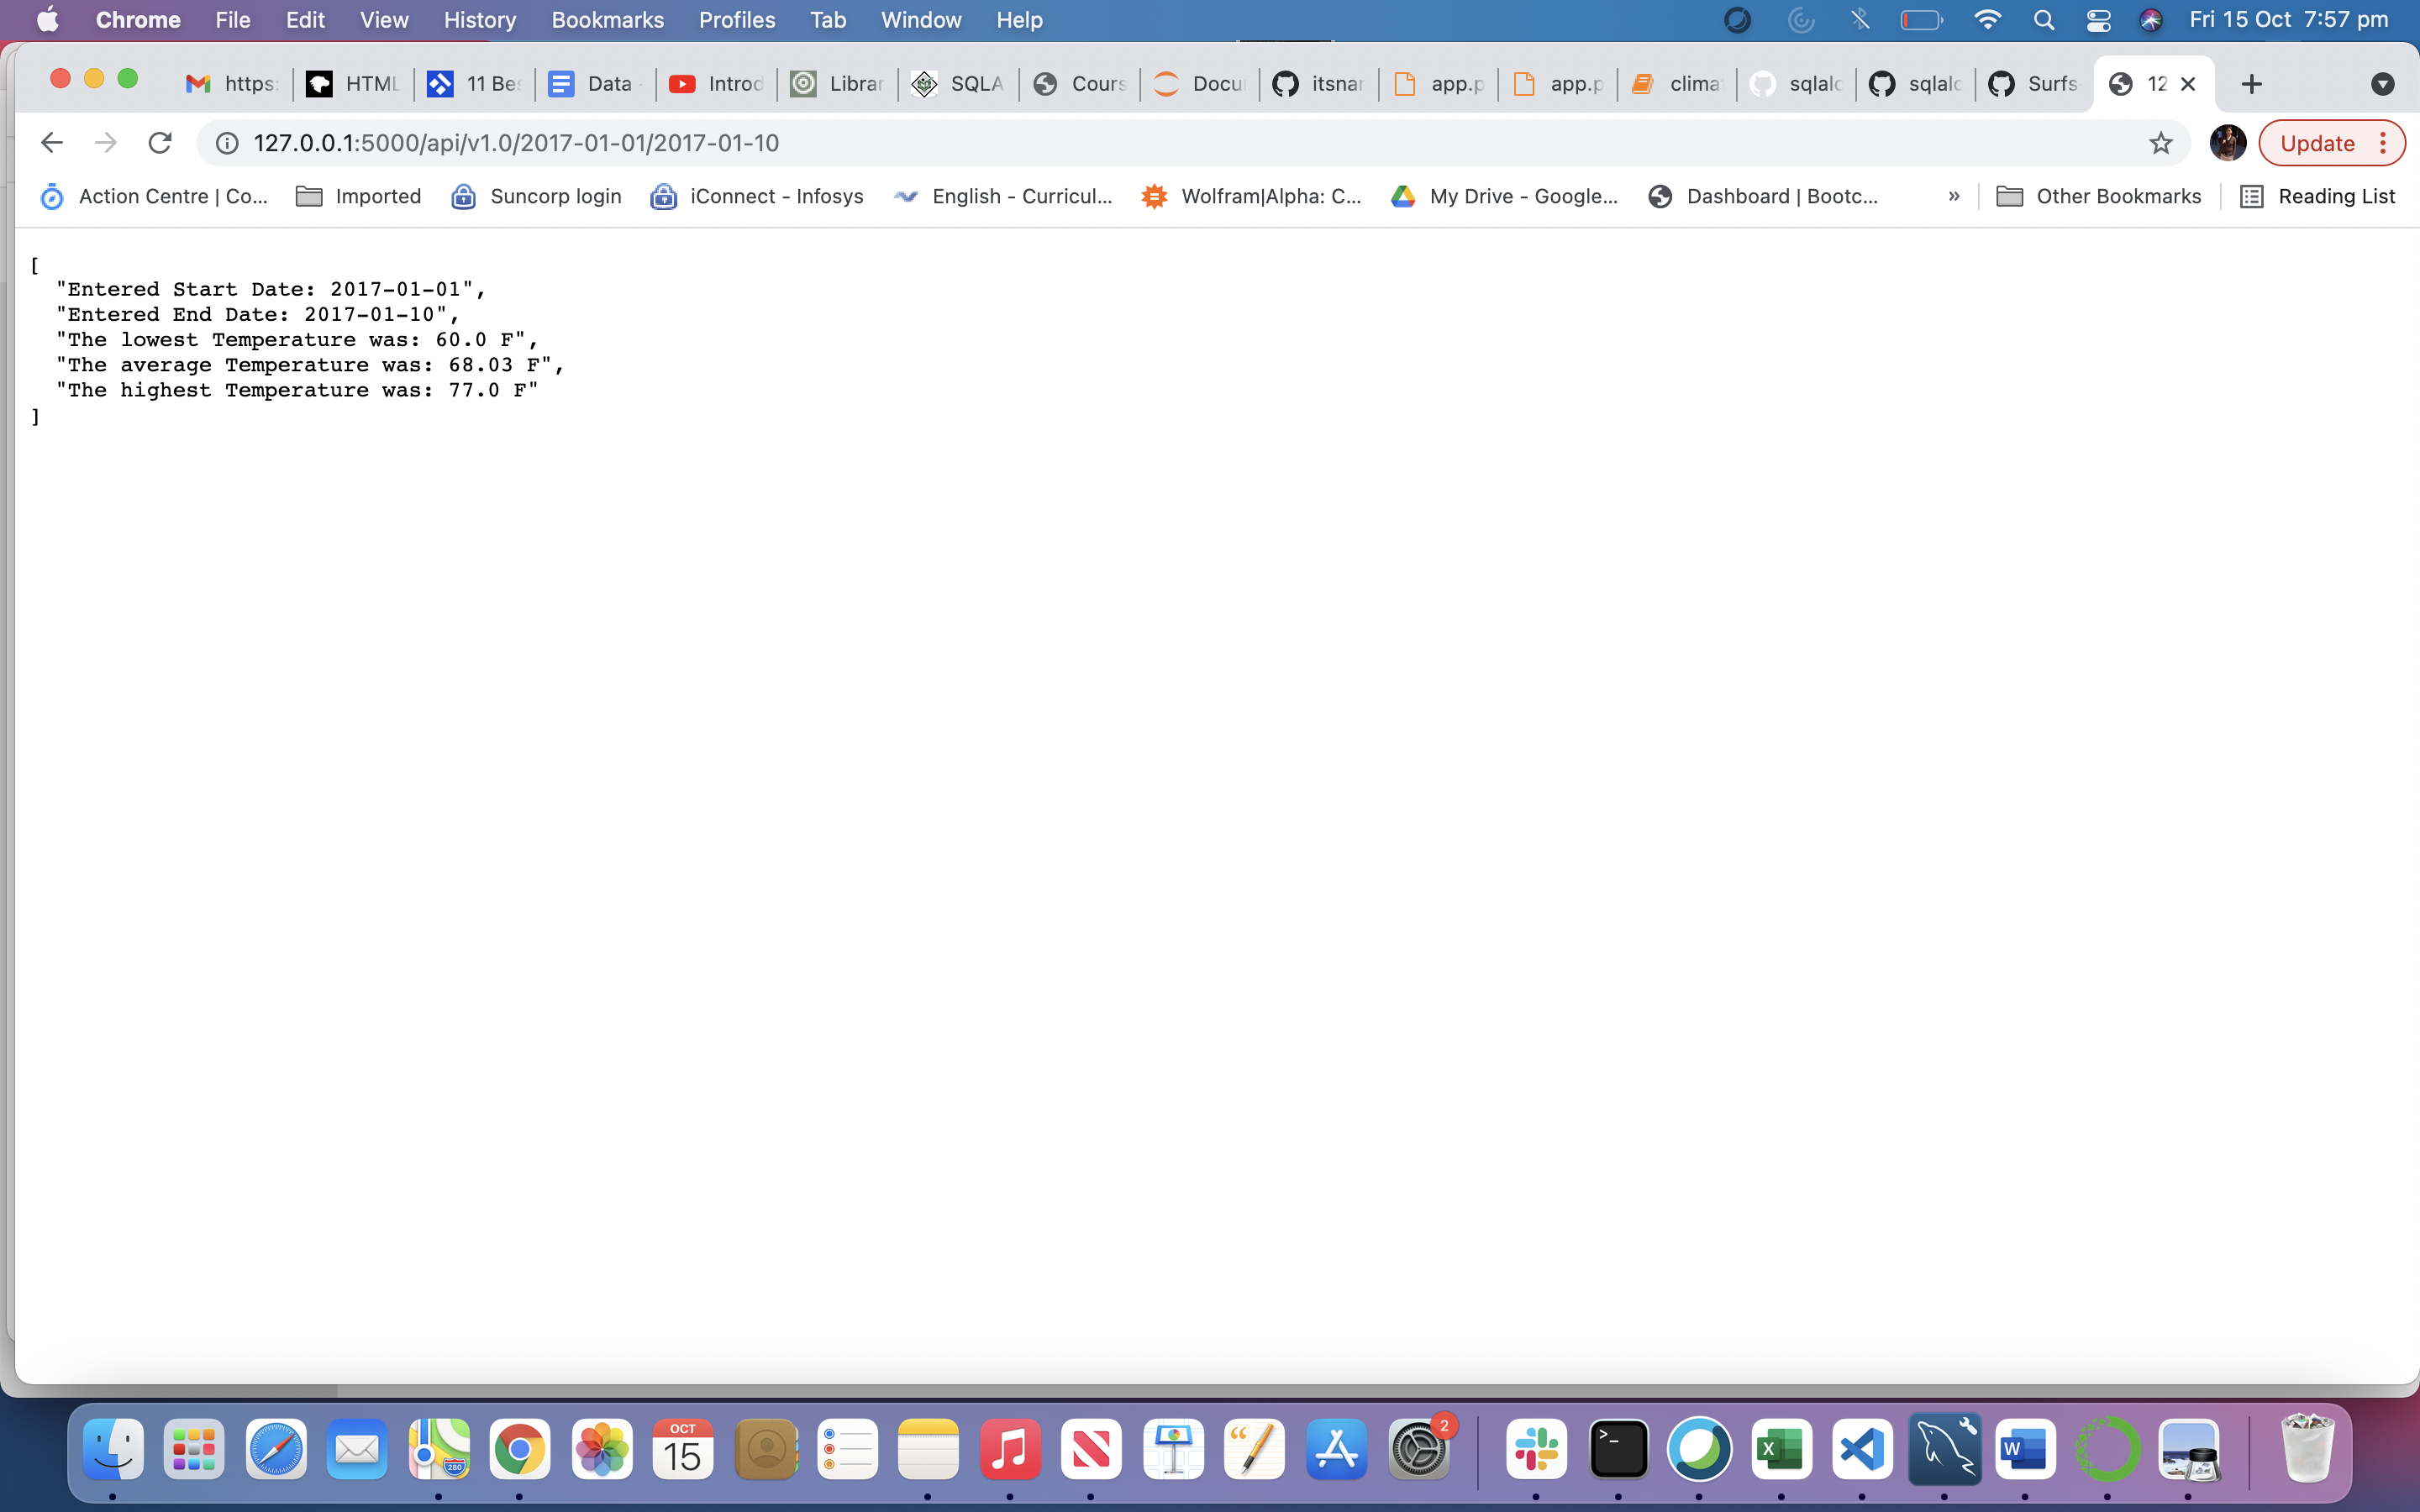 Chrome File Edit View History Bookmarks Profiles Tab Window Help Fri 15 Oct 7:57 pm
https: HTML 11 Bes Data - Introd Librar SQLA Cours Docu itsnar app.p app.p clima sqlalc sqlalc Surfs 12
127.0.0.1:5000/api/v1.0/2017-01-01/2017-01-10 Update
Action Centre | Co... Imported Suncorp login iConnect - Infosys English - Curricul... Wolfram|Alpha: C... My Drive - Google... Dashboard | Bootc... » Other Bookmarks Reading List
[
"Entered Start Date: 2017-01-01",
"Entered End Date: 2017-01-10",
"The lowest Temperature was: 60.0 F",
"The average Temperature was: 68.03 F",
"The highest Temperature was: 77.0 F"
]
OCT
15
280
2
>_
X
W